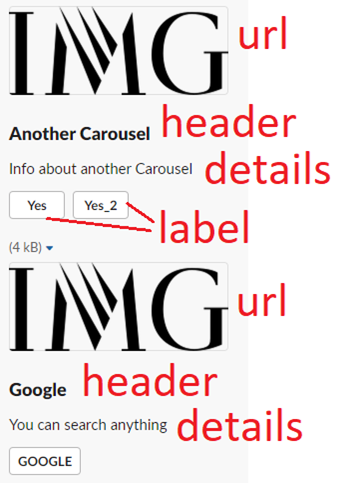 IMG url
Another Carousel header
Info about another Carousel details
Yes Yes_2
label
(4 kB)
IMG url
Google header
You can search anything details
GOOGLE